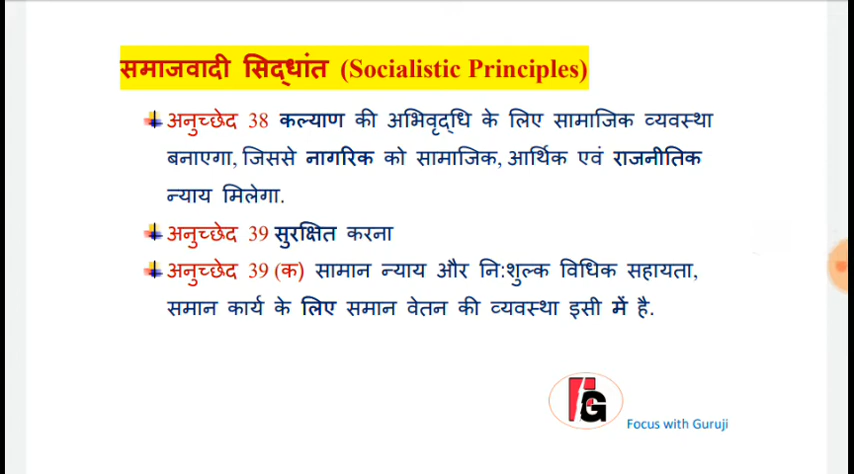 समाजवादी सिद्धांत (Socialistic Principles)
अनुच्छेद 38 कल्याण की अभिवृद्धि के लिए सामाजिक व्यवस्था
बनाएगा, जिससे नागरिक को सामाजिक, आर्थिक एवं राजनीतिक
न्याय मिलेगा.
अनुच्छेद 39 सुरक्षित करना
अनुच्छेद 39 (क) सामान न्याय और नि:शुल्क विधिक सहायता,
समान कार्य के लिए समान वेतन की व्यवस्था इसी में है.
G
Focus with Guruji